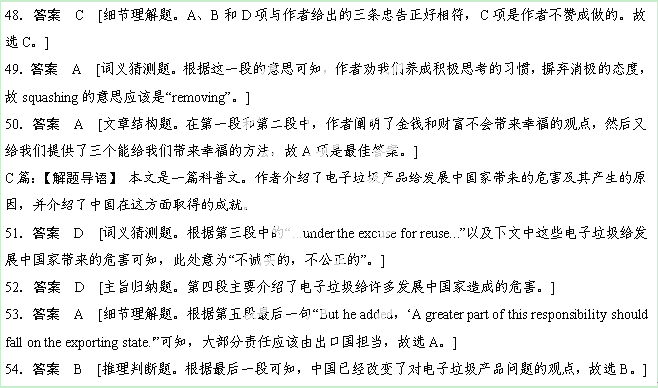 48．答案　C　[细节理解题。A、B 和 D 项与作者给出的三条忠告正好相符，C 项是作者不赞成做的。故
选 C。]
49．答案　A　[词义猜测题。根据这一段的意思可知，作者劝我们养成积极思考的习惯，摒弃消极的态度，
故 squashing 的意思应该是“removing”。]
50．答案　A　[文章结构题。在第一段和第二段中，作者阐明了金钱和财富不会带来幸福的观点，然后又
给我们提供了三个能给我们带来幸福的方法，故 A 项是最佳答案。]
C 篇：【解题导语】 本文是一篇科普文。作者介绍了电子垃圾产品给发展中国家带来的危害及其产生的原
因，并介绍了中国在这方面取得的成就。
51．答案　D　[词义猜测题。根据第三段中的“...under the excuse for reuse...”以及下文中这些电子垃圾给发
展中国家带来的危害可知，此处意为“不诚实的，不公正的”。]
52．答案　D　[主旨归纳题。第四段主要介绍了电子垃圾给许多发展中国家造成的危害。]
53．答案　A　[细节理解题。根据第五段最后一句“But he added，‘A greater part of this responsibility should
fall on the exporting state.’”可知，大部分责任应该由出口国担当，故选 A。]
54．答案　B　[推理判断题。根据最后一段可知，中国已经改变了对电子垃圾产品问题的观点，故选 B。]